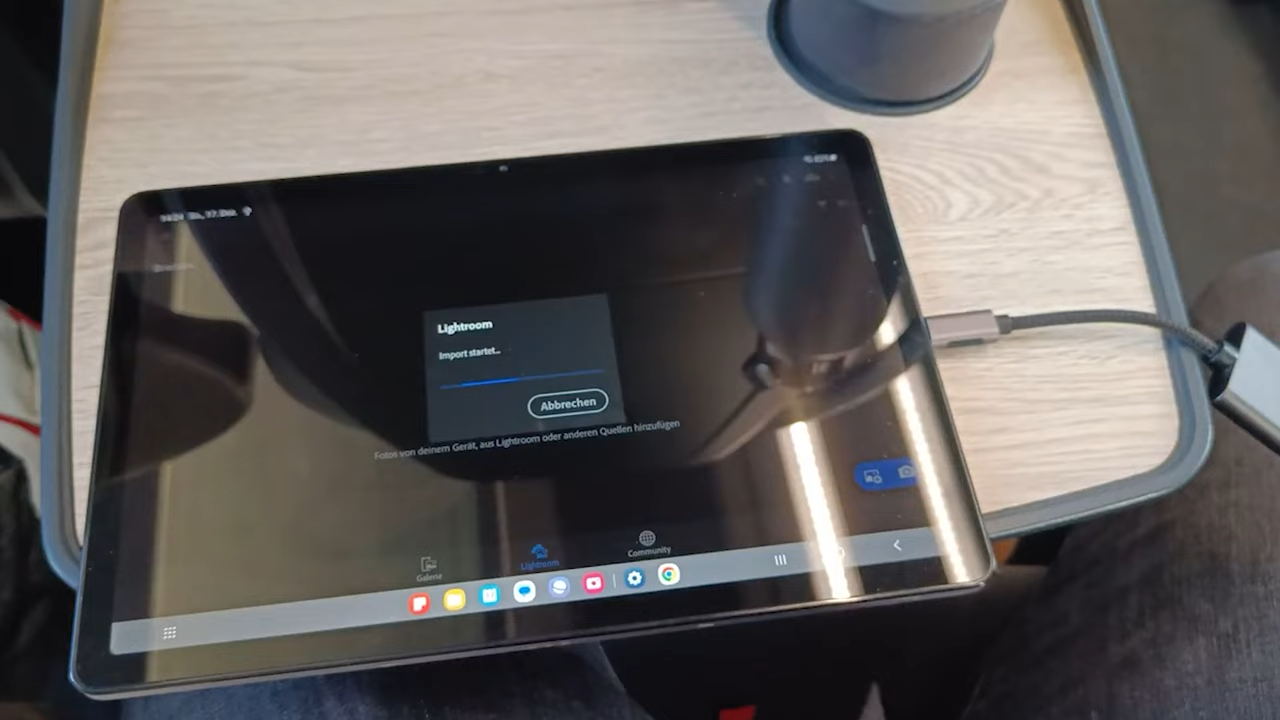 Lightroom
Import startet...
Abbrechen
Fotos von deinem Gerät, aus Lightroom oder anderen Quellen hinzufügen
Galerie
Lightroom
Community